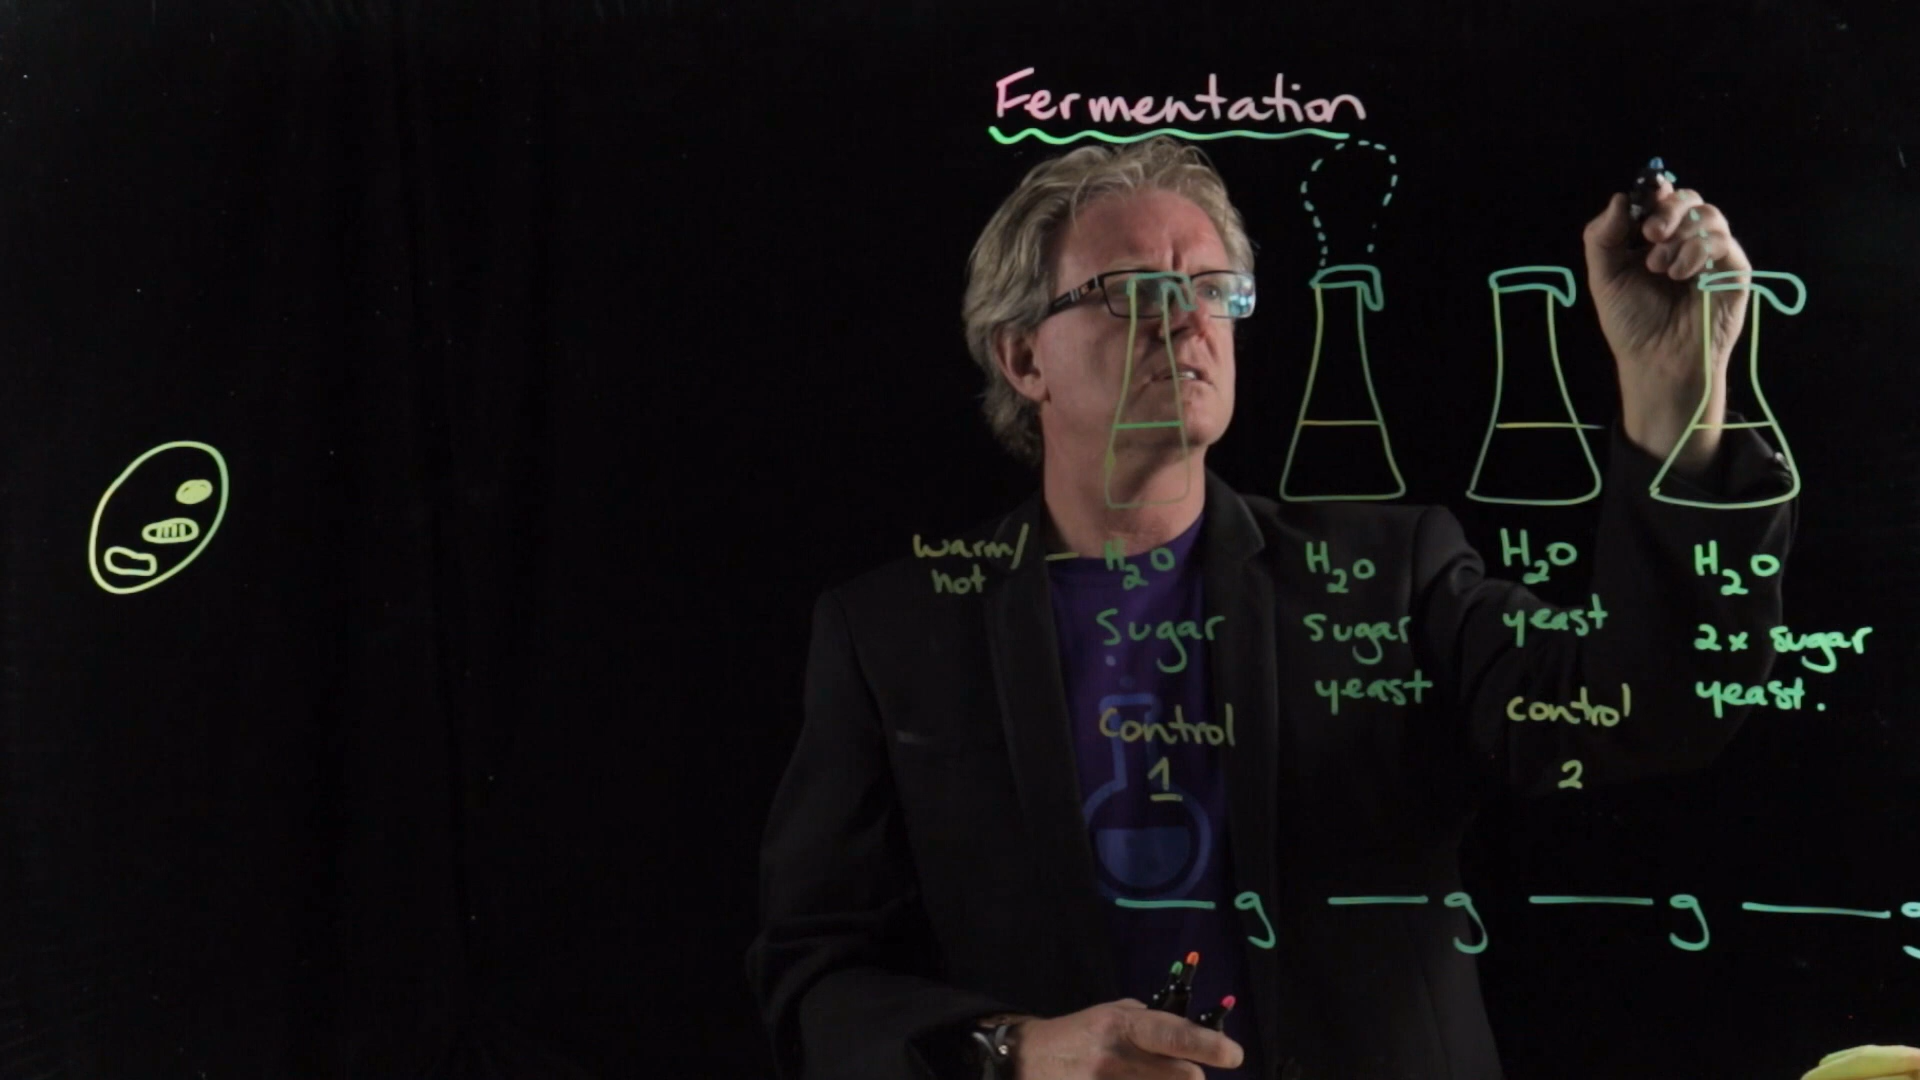 Fermentation
warm/
hot
H2O
Sugar
Control
1
H2O
sugar
yeast
H2O
yeast
control
2
H2O
2x sugar
yeast.
g
g
g
g